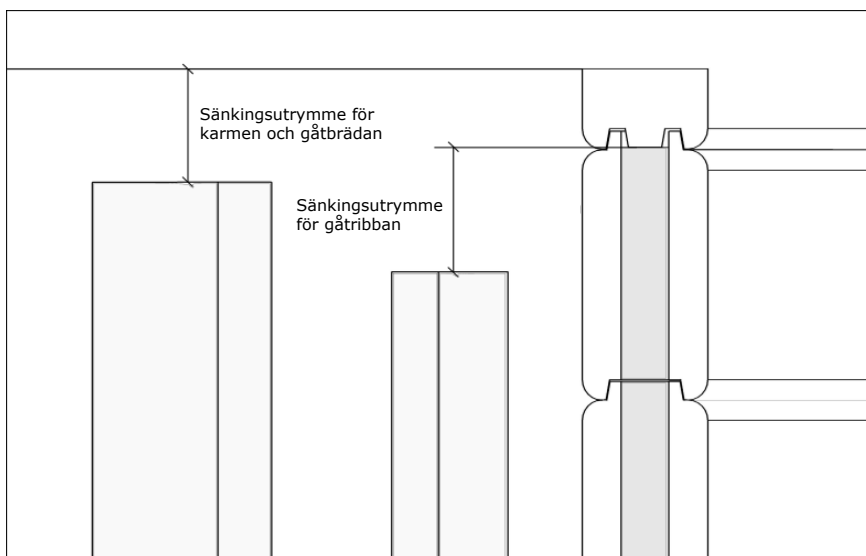 Sänkingsutrymme för
karmen och gåtbrädan
Sänkingsutrymme
för gåtribban